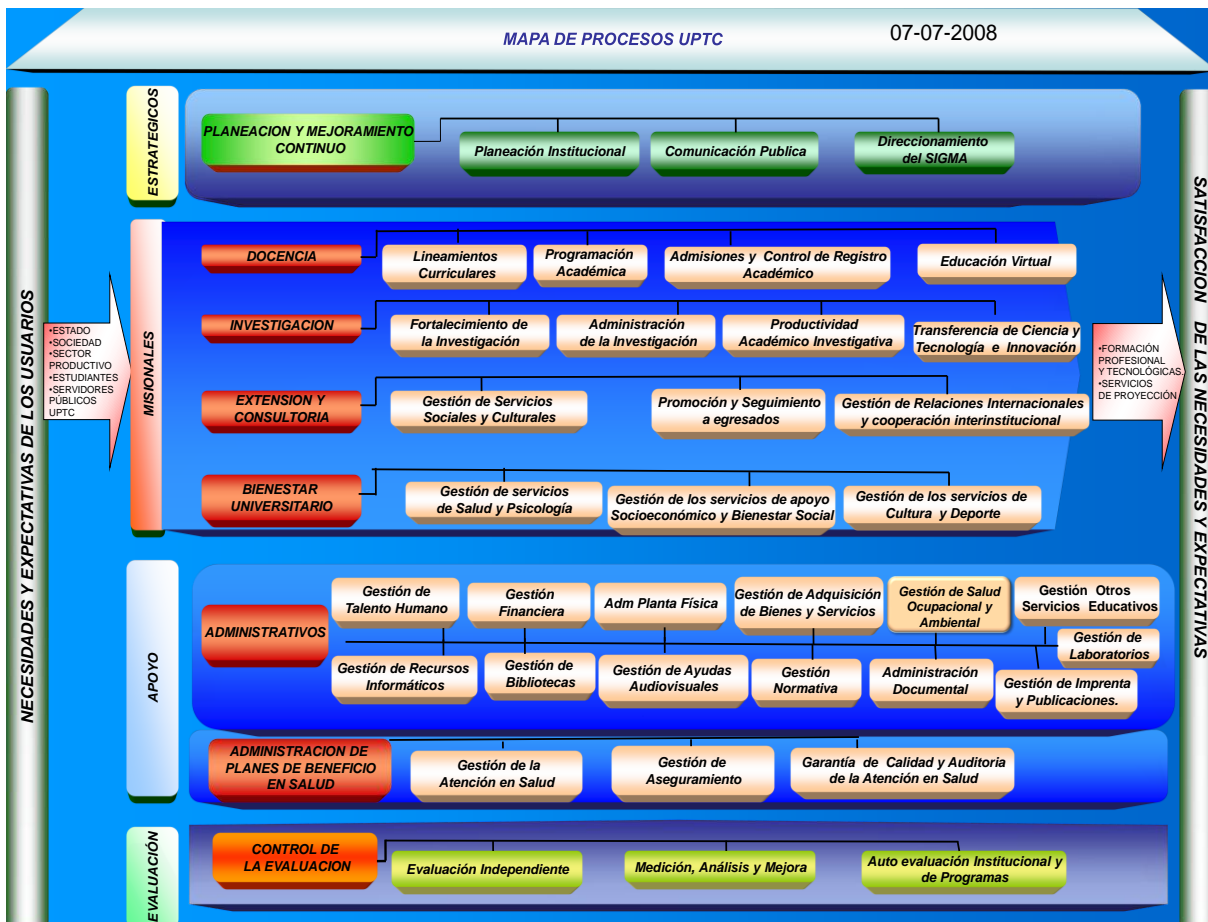 MAPA DE PROCESOS UPTC
07-07-2008
NECESIDADES Y EXPECTATIVAS DE LOS USUARIOS
•ESTADO
•SOCIEDAD
•SECTOR
PRODUCTIVO
•ESTUDIANTES
•SERVIDORES
PÚBLICOS
UPTC
ESTRATEGICOS
PLANEACION Y MEJORAMIENTO
CONTINUO
Planeación Institucional
Comunicación Publica
Direccionamiento
del SIGMA
MISIONALES
DOCENCIA
Lineamientos
Curriculares
Programación
Académica
Admisiones y Control de Registro
Académico
Educación Virtual
INVESTIGACION
Fortalecimiento de
la Investigación
Administración
de la Investigación
Productividad
Académico Investigativa
Transferencia de Ciencia y
Tecnología e Innovación
EXTENSION Y
CONSULTORIA
Gestión de Servicios
Sociales y Culturales
Promoción y Seguimiento
a egresados
Gestión de Relaciones Internacionales
y cooperación interinstitucional
BIENESTAR
UNIVERSITARIO
Gestión de servicios
de Salud y Psicología
Gestión de los servicios de apoyo
Socioeconómico y Bienestar Social
Gestión de los servicios de
Cultura y Deporte
APOYO
ADMINISTRATIVOS
Gestión de
Talento Humano
Gestión
Financiera
Adm Planta Física
Gestión de Adquisición
de Bienes y Servicios
Gestión de Salud
Ocupacional y
Ambiental
Gestión Otros
Servicios Educativos
Gestión de
Laboratorios
Gestión de Recursos
Informáticos
Gestión de
Bibliotecas
Gestión de Ayudas
Audiovisuales
Gestión
Normativa
Administración
Documental
Gestión de Imprenta
y Publicaciones.
ADMINISTRACION DE
PLANES DE BENEFICIO
EN SALUD
Gestión de la
Atención en Salud
Gestión de
Aseguramiento
Garantía de Calidad y Auditoria
de la Atención en Salud
EVALUACIÓN
CONTROL DE
LA EVALUACION
Evaluación Independiente
Medición, Análisis y Mejora
Auto evaluación Institucional y
de Programas
•FORMACIÓN
PROFESIONAL
Y TECNOLÓGICAS.
•SERVICIOS
DE PROYECCIÓN
SATISFACCION DE LAS NECESIDADES Y EXPECTATIVAS